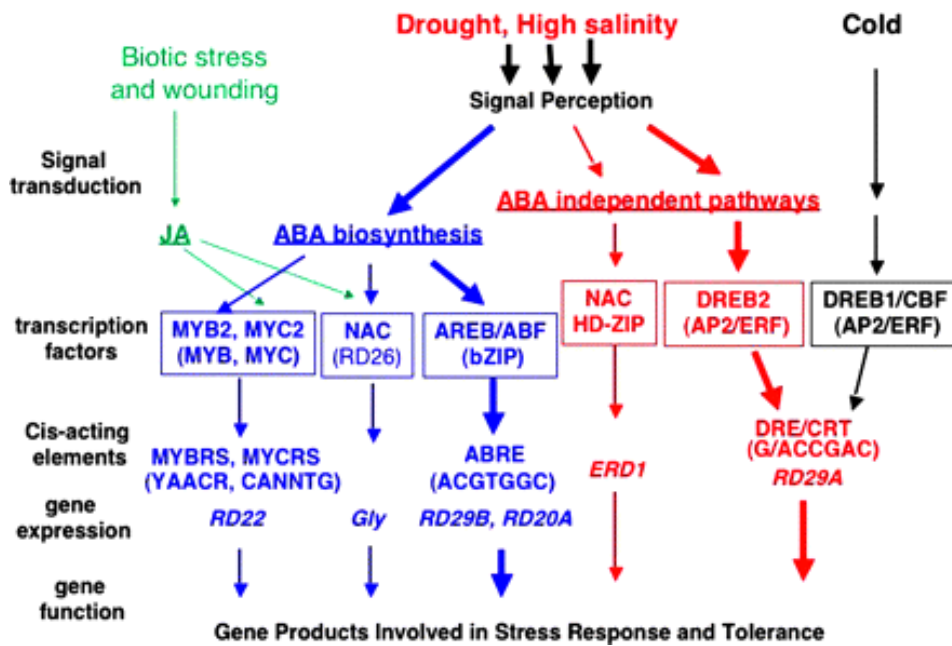 Drought, High salinity
Cold
Biotic stress
and wounding
Signal Perception
Signal
transduction
ABA independent pathways
JA
ABA biosynthesis
transcription
factors
MYB2, MYC2
(MYB, MYC)
NAC
(RD26)
AREB/ABF
(bZIP)
NAC
HD-ZIP
DREB2
(AP2/ERF)
DREB1/CBF
(AP2/ERF)
Cis-acting
elements
MYBRS, MYCRS
(YAACR, CANNTG)
ABRE
(ACGTGGC)
ERD1
DRE/CRT
(G/ACCGAC)
RD29A
gene
expression
RD22
Gly
RD29B, RD20A
gene
function
Gene Products Involved in Stress Response and Tolerance